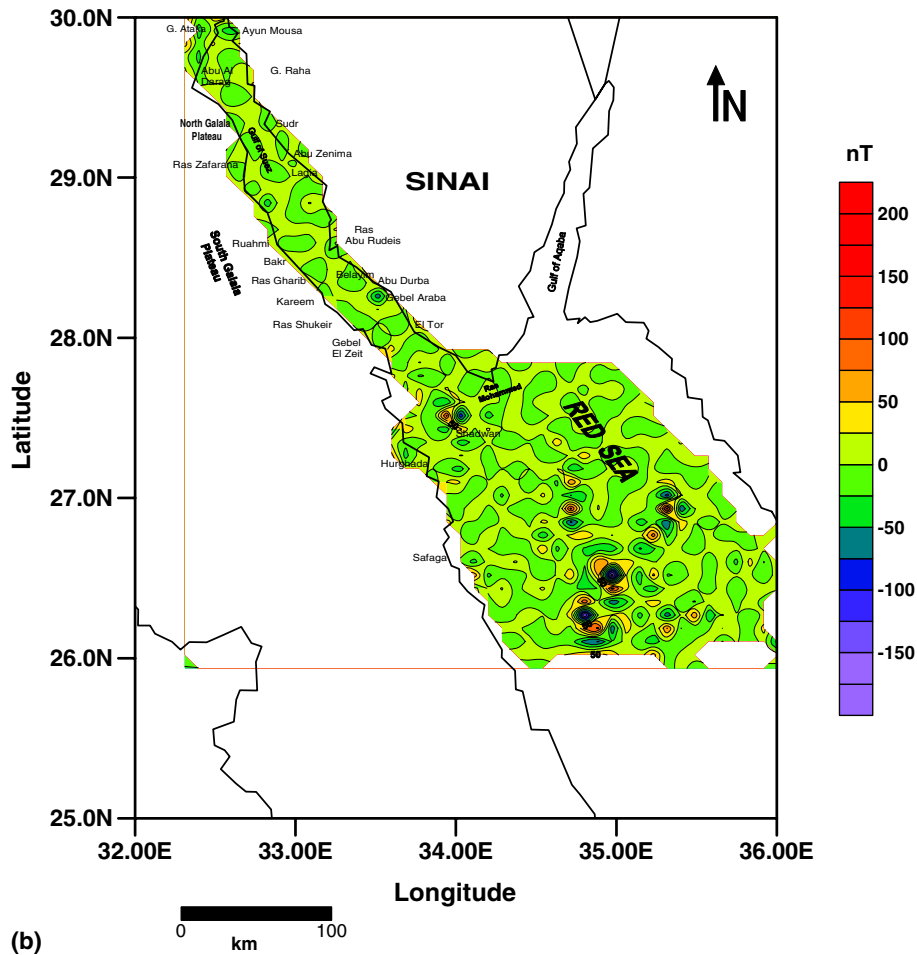 30.0N
G. Ataka
Ayun Mousa
Abu Al
Darag
G. Raha
N
North Galala
Plateau
Sudr
Gulf of Suez
Abu Zenima
Ras Zafarana
Lagia
nT
29.0N
SINAI
200
Ras
Abu Rudeis
Ruahmi
South Galala
Plateau
Gulf of Aqaba
150
Bakr
Belayim
Ras Gharib
Abu Durba
100
Kareem
Gebel Araba
Ras Shukeir
El Tor
28.0N
Gebel
El Zeit
50
Ras
Mohammed
RED SEA
0
50
Shadwan
Hurghada
Latitude
27.0N
-50
Safaga
-100
50
26.0N
-150
25.0N
32.00E
33.00E
34.00E
35.00E
36.00E
Longitude
0
100
km
(b)